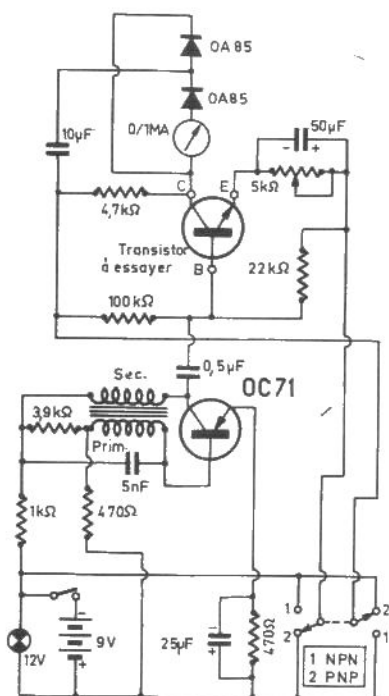 OA 85
OA85
0/1MA
10µF
50µF
- +
C
E
5kΩ
4,7kΩ
Transistor
à essayer
B
22kΩ
100kΩ
0,5µF
Sec.
OC71
3,9kΩ
Prim.
5nF
1kΩ
470Ω
1
2
2
1
-
25µF
+
470Ω
12V
-
9V
+
1 NPN
2 PNP